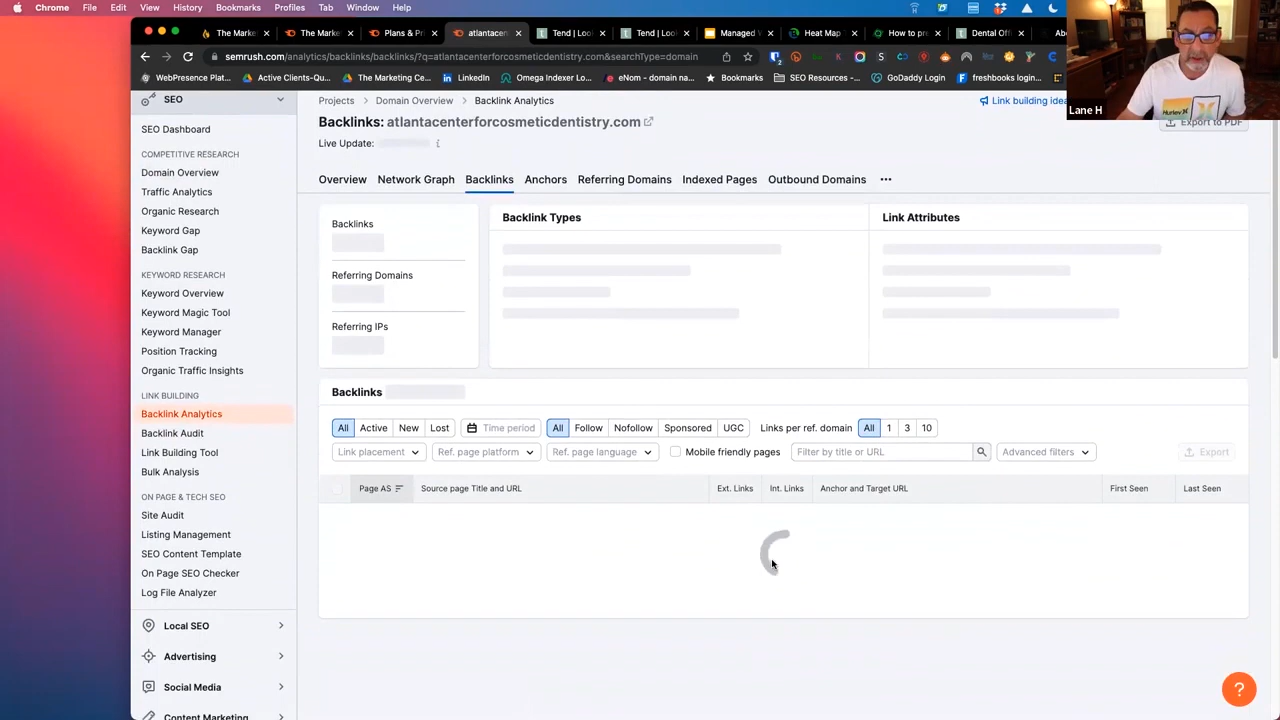 Chrome File Edit View History Bookmarks Profiles Tab Window Help
The Mark The Mark Plans & Pr atlantacen Tend | Loo Tend | Loo Managed Heat Map How to pr Dental Off Abo
semrush.com/analytics/backlinks/backlinks/?q=atlantacenterforcosmeticdentistry.com&searchType=domain
WebPresence Plat... Active Clients-Qu... The Marketing Ce... LinkedIn Omega Indexer Lo... eNom - domain na... Bookmarks SEO Resources -... GoDaddy Login freshbooks login...
Lane H
Hurley
SEO
SEO Dashboard
COMPETITIVE RESEARCH
Domain Overview
Traffic Analytics
Organic Research
Keyword Gap
Backlink Gap
KEYWORD RESEARCH
Keyword Overview
Keyword Magic Tool
Keyword Manager
Position Tracking
Organic Traffic Insights
LINK BUILDING
Backlink Analytics
Backlink Audit
Link Building Tool
Bulk Analysis
ON PAGE & TECH SEO
Site Audit
Listing Management
SEO Content Template
On Page SEO Checker
Log File Analyzer
Local SEO
Advertising
Social Media
Content Marketing
Projects Domain Overview Backlink Analytics
Link building idea
Backlinks: atlantacenterforcosmeticdentistry.com
Export to PDF
Live Update:
Overview Network Graph Backlinks Anchors Referring Domains Indexed Pages Outbound Domains
Backlinks
Referring Domains
Referring IPs
Backlink Types
Link Attributes
Backlinks
All Active New Lost Time period All Follow Nofollow Sponsored UGC Links per ref. domain All 1 3 10
Link placement Ref. page platform Ref. page language Mobile friendly pages Filter by title or URL Advanced filters Export
Page AS Source page Title and URL Ext. Links Int. Links Anchor and Target URL First Seen Last Seen
?